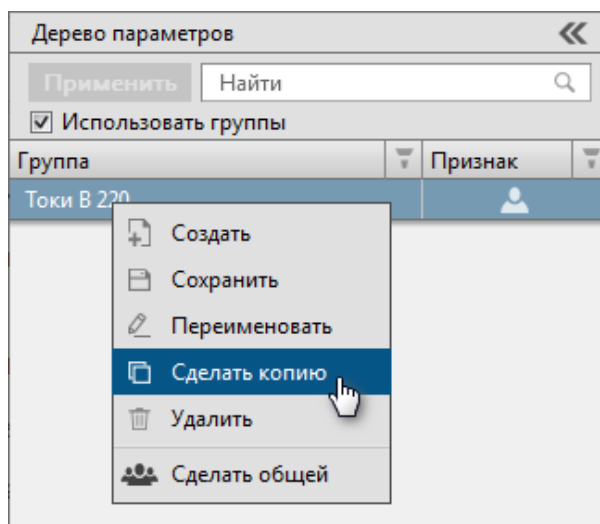 Дерево параметров
Применить Найти
Использовать группы
Группа Признак
Токи В 220
Создать
Сохранить
Переименовать
Сделать копию
Удалить
Сделать общей